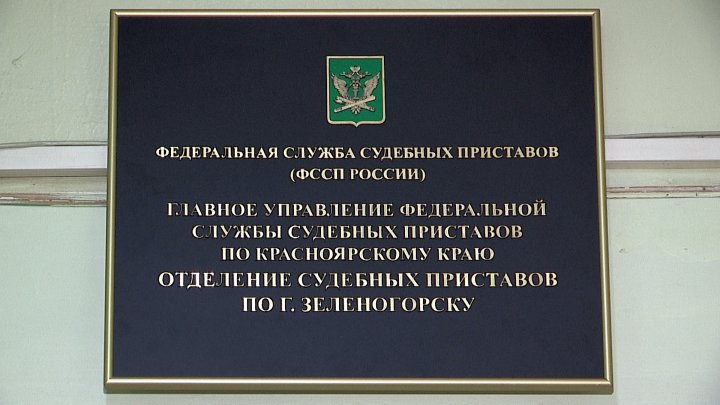 ФЕДЕРАЛЬНАЯ СЛУЖБА СУДЕБНЫХ ПРИСТАВОВ
(ФССП РОССИИ)
ГЛАВНОЕ УПРАВЛЕНИЕ ФЕДЕРАЛЬНОЙ
СЛУЖБЫ СУДЕБНЫХ ПРИСТАВОВ
ПО КРАСНОЯРСКОМУ КРАЮ
ОТДЕЛЕНИЕ СУДЕБНЫХ ПРИСТАВОВ
ПО Г. ЗЕЛЕНОГОРСКУ